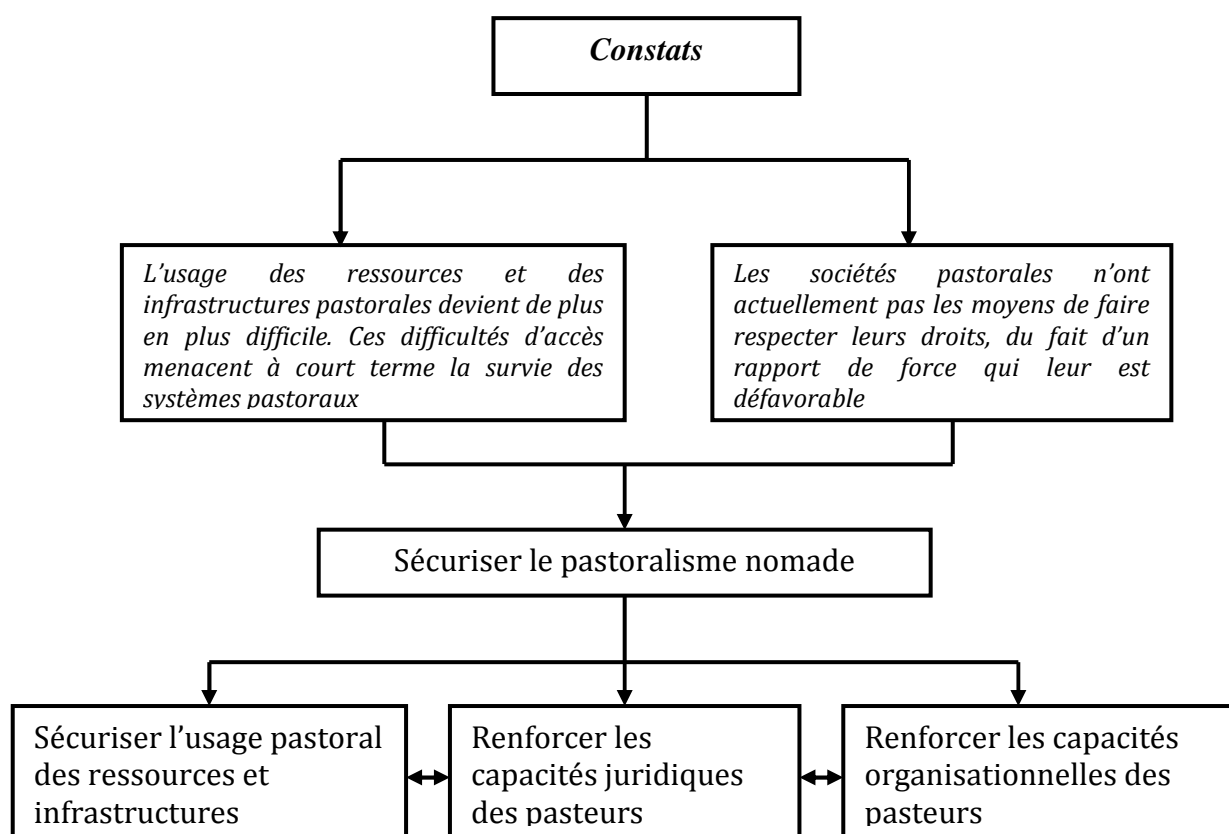 Constats
L’usage des ressources et des
infrastructures pastorales devient de plus
en plus difficile. Ces difficultés d’accès
menacent à court terme la survie des
systèmes pastoraux
Les sociétés pastorales n’ont
actuellement pas les moyens de faire
respecter leurs droits, du fait d’un
rapport de force qui leur est
défavorable
Sécuriser le pastoralisme nomade
Sécuriser l’usage pastoral
des ressources et
infrastructures
Renforcer les
capacités juridiques
des pasteurs
Renforcer les capacités
organisationnelles des
pasteurs